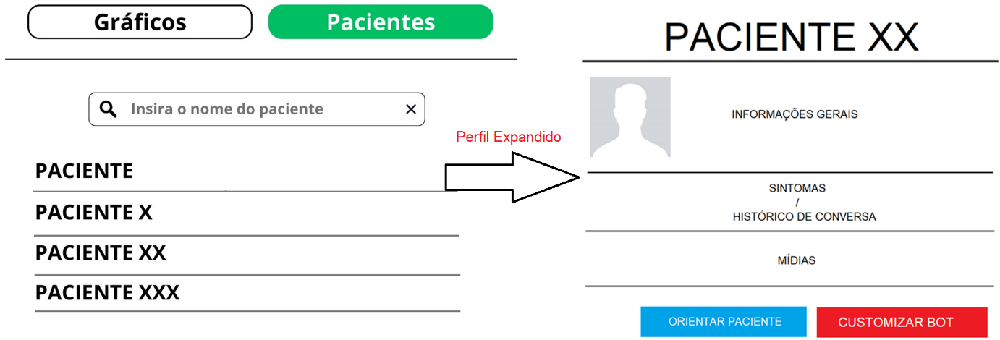 Gráficos
Pacientes
Insira o nome do paciente
PACIENTE
PACIENTE X
PACIENTE XX
PACIENTE XXX
Perfil Expandido
PACIENTE XX
INFORMAÇÕES GERAIS
SINTOMAS
/
HISTÓRICO DE CONVERSA
MÍDIAS
ORIENTAR PACIENTE
CUSTOMIZAR BOT